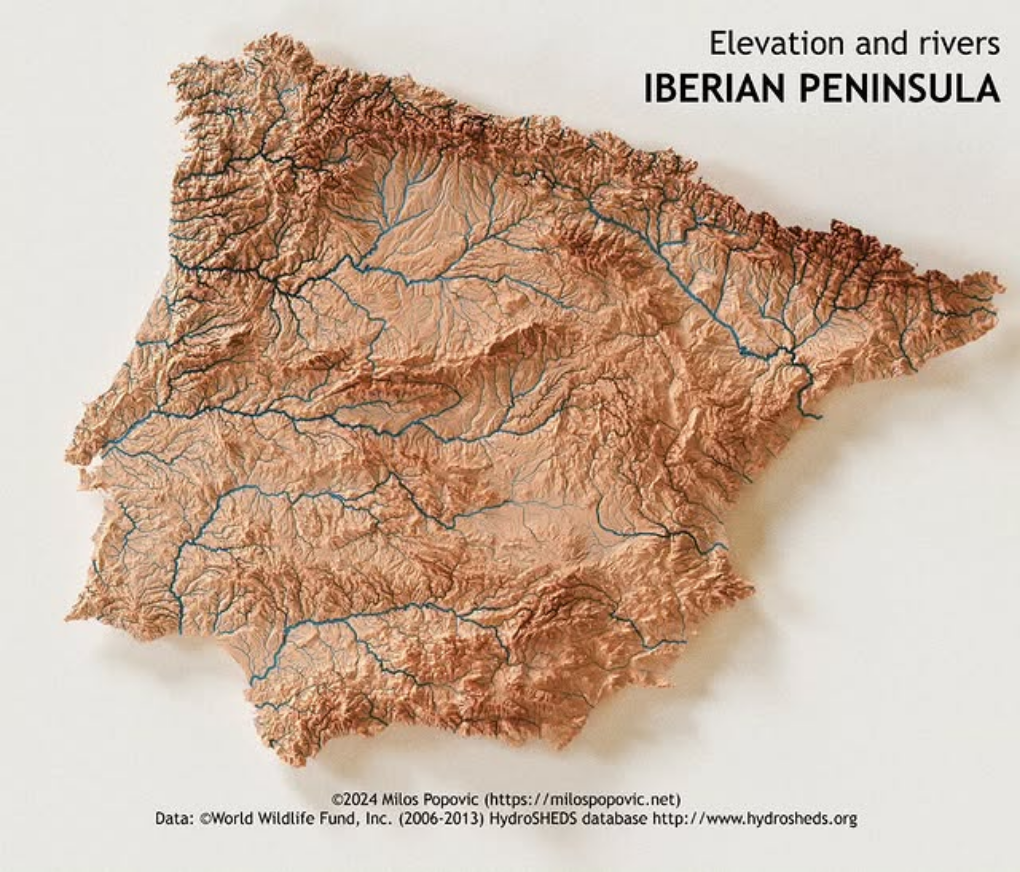 Elevation and rivers
IBERIAN PENINSULA
©2024 Milos Popovic (https://milospopovic.net)
Data: ©World Wildlife Fund, Inc. (2006-2013) HydroSHEDS database http://www.hydrosheds.org